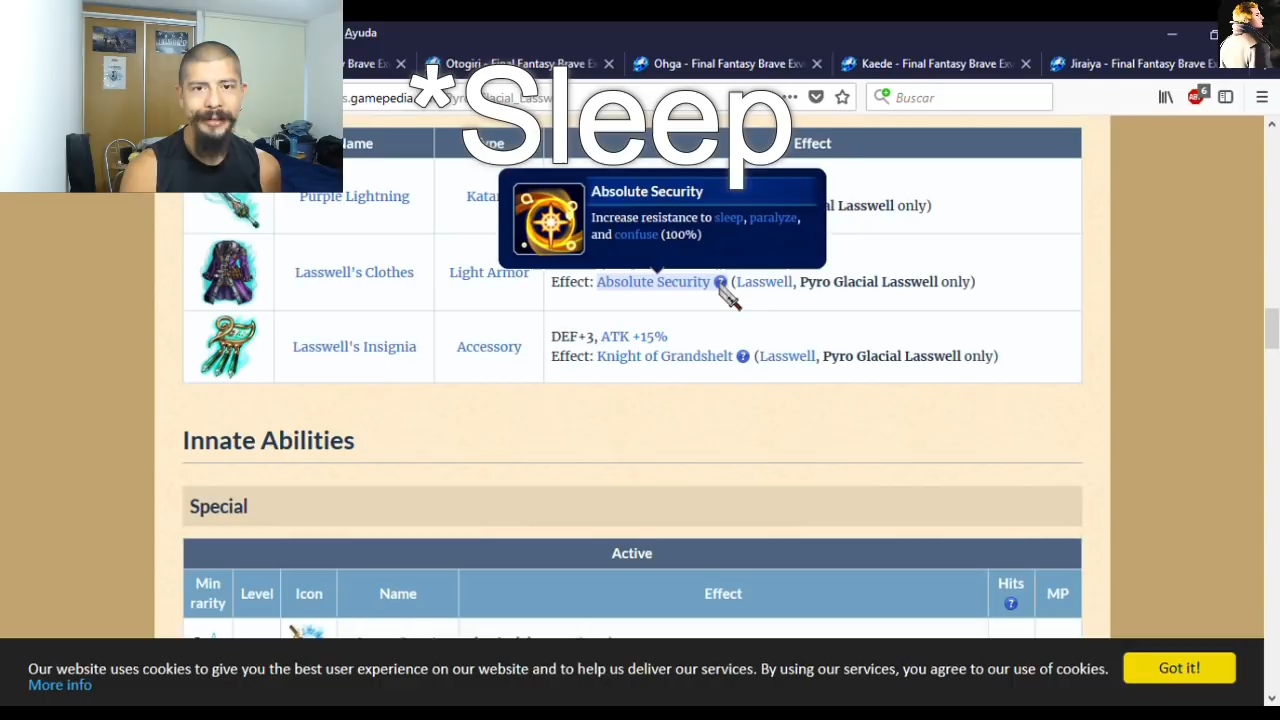 Ayuda
Brave Ex
Otogiri - Final Fantasy Brave Ex
Ohga - Final Fantasy Brave Exv
Kaede - Final Fantasy Brave Ex
Jiraiya - Final Fantasy Brave Ex
*Sleep
s.gamepedia
Buscar
6
Name
Type
Effect
Absolute Security
Increase resistance to sleep, paralyze,
and confuse (100%)
Purple Lightning
Lasswell only)
Lasswell's Clothes
Light Armor
Effect: Absolute Security ? (Lasswell, Pyro Glacial Lasswell only)
Lasswell's Insignia
Accessory
DEF+3, ATK +15%
Effect: Knight of Grandshelt ? (Lasswell, Pyro Glacial Lasswell only)
Innate Abilities
Special
Active
Min rarity
Level
Icon
Name
Effect
Hits ?
MP
Our website uses cookies to give you the best user experience on our website and to help us deliver our services. By using our services, you agree to our use of cookies.
More info
Got it!